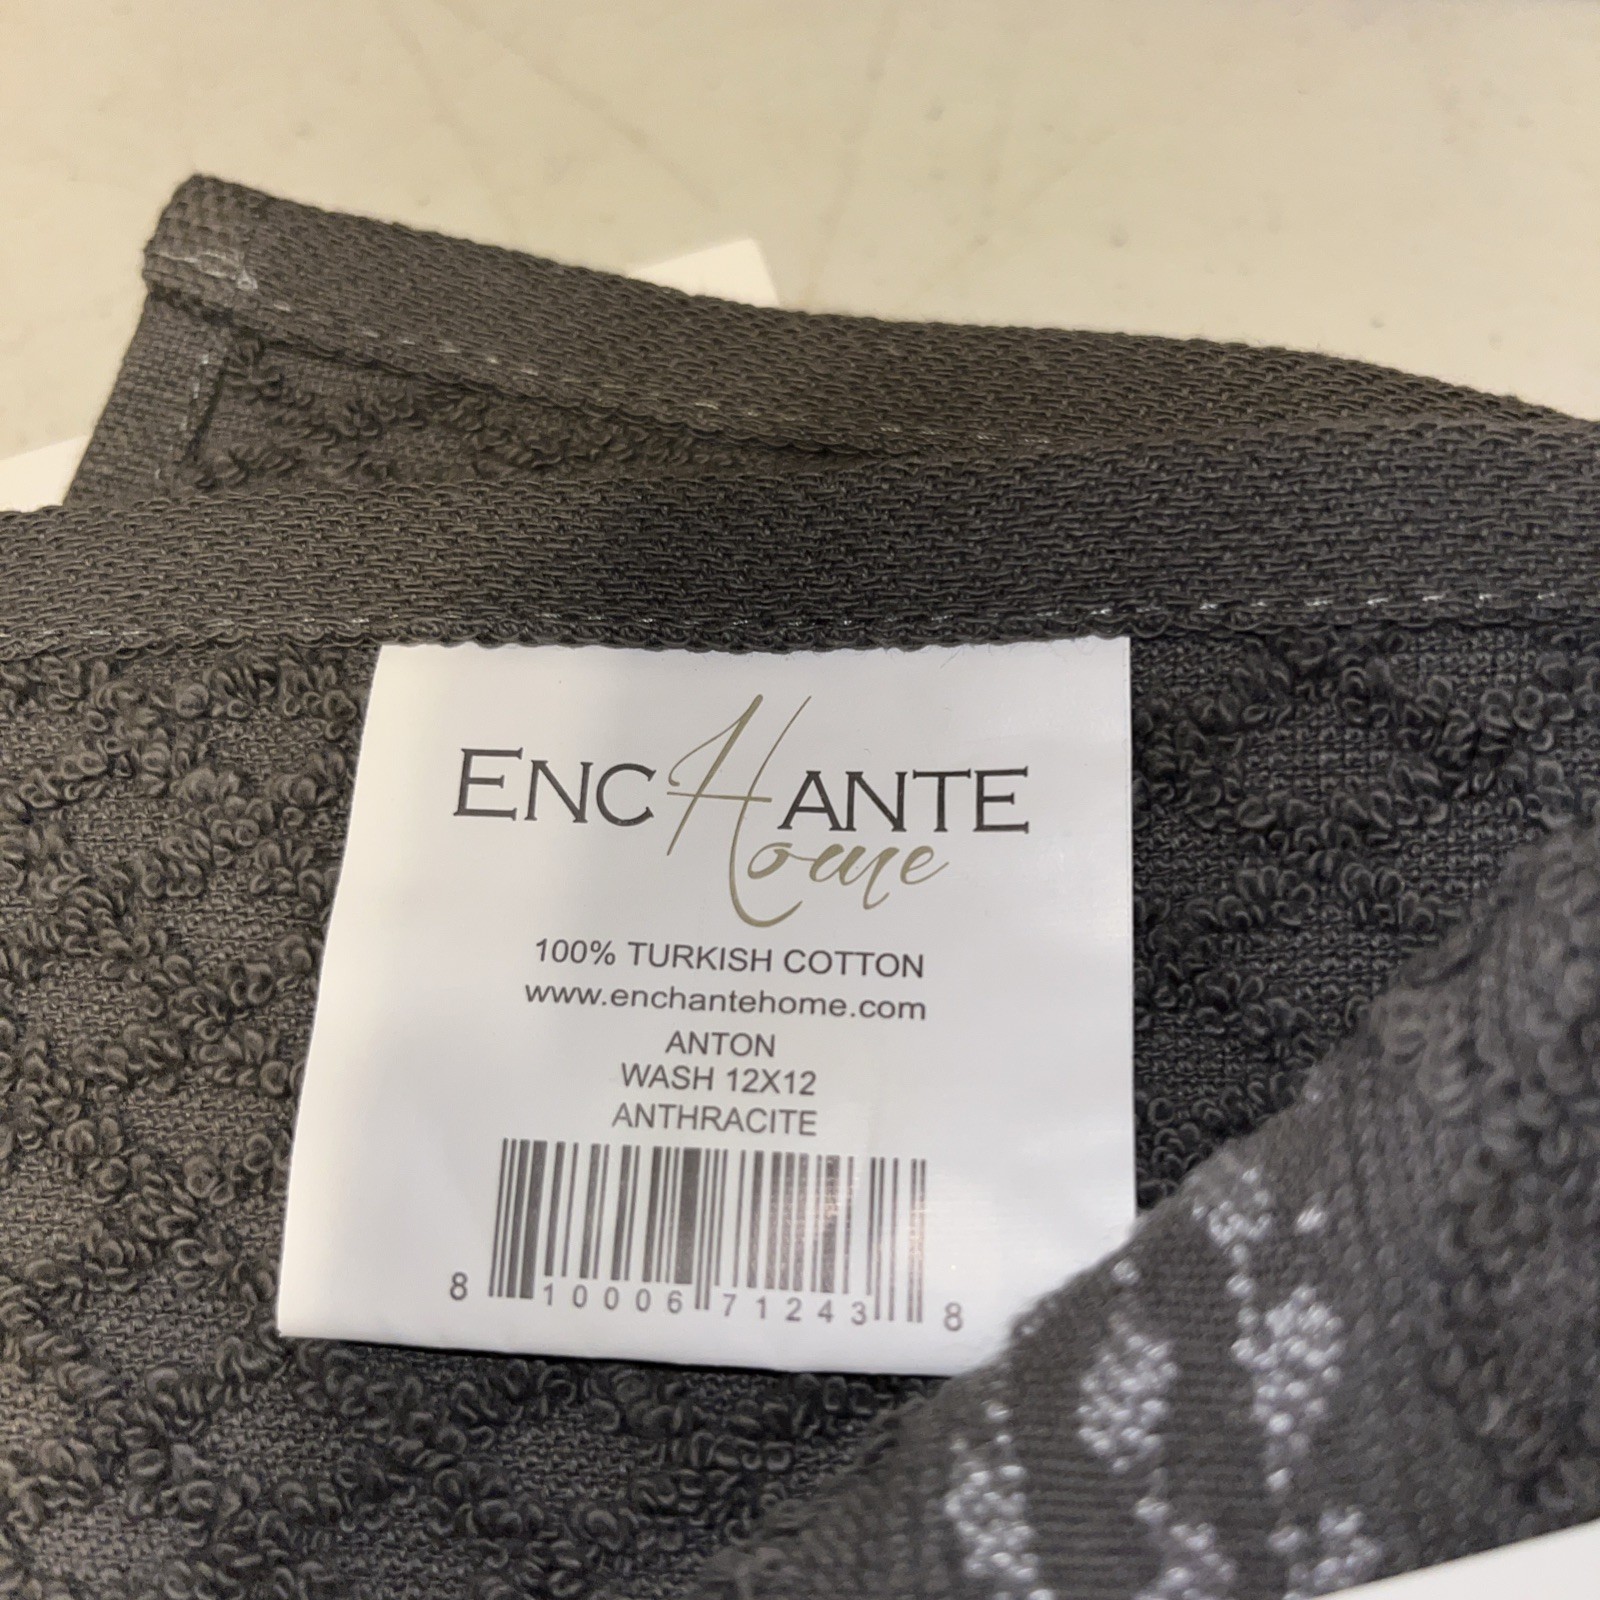 ENCHANTE
Home
100% TURKISH COTTON
www.enchantehome.com
ANTON
WASH 12X12
ANTHRACITE
8 10006 71243 8